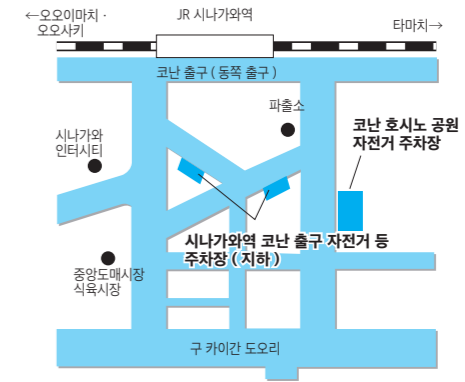 ←오오이마치・
오오사키
JR 시나가와역
타마치→
코난 출구 ( 동쪽 출구 )
파출소
시나가와
인터시티
코난 호시노 공원
자전거 주차장
시나가와역 코난 출구 자전거 등
주차장 ( 지하 )
중앙도매시장
식육시장
구 카이간 도오리